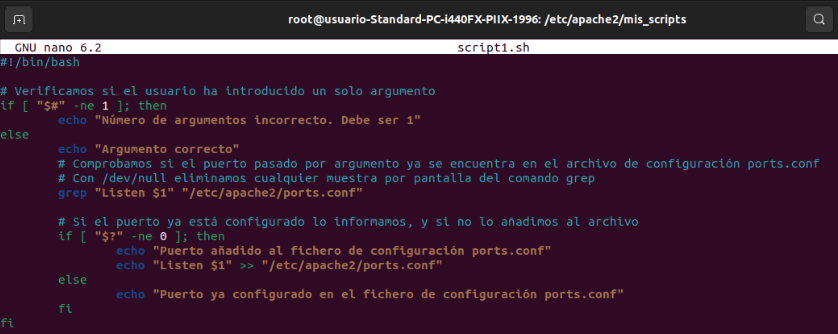 root@usuario-Standard-PC-i440FX-PIIX-1996: /etc/apache2/mis_scripts
GNU nano 6.2 script1.sh
#!/bin/bash
# Verificamos si el usuario ha introducido un solo argumento
if [ "$#" -ne 1 ]; then
echo "Número de argumentos incorrecto. Debe ser 1"
else
echo "Argumento correcto"
# Comprobamos si el puerto pasado por argumento ya se encuentra en el archivo de configuración ports.conf
# Con /dev/null eliminamos cualquier muestra por pantalla del comando grep
grep "Listen $1" "/etc/apache2/ports.conf"
# Si el puerto ya está configurado lo informamos, y si no lo añadimos al archivo
if [ "$?" -ne 0 ]; then
echo "Puerto añadido al fichero de configuración ports.conf"
echo "Listen $1" >> "/etc/apache2/ports.conf"
else
echo "Puerto ya configurado en el fichero de configuración ports.conf"
fi
fi